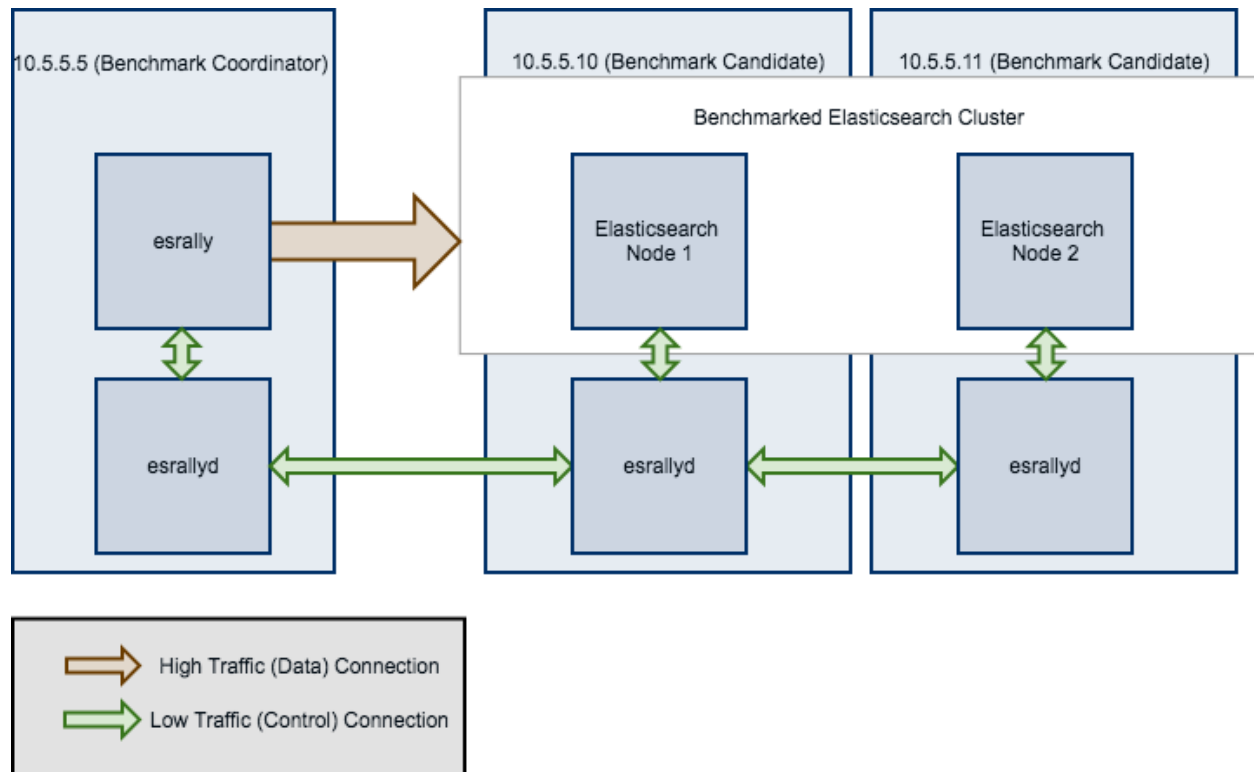 10.5.5.5 (Benchmark Coordinator)
10.5.5.10 (Benchmark Candidate)
10.5.5.11 (Benchmark Candidate)
Benchmarked Elasticsearch Cluster
esrally
Elasticsearch
Node 1
Elasticsearch
Node 2
esrallyd
esrallyd
esrallyd
High Traffic (Data) Connection
Low Traffic (Control) Connection